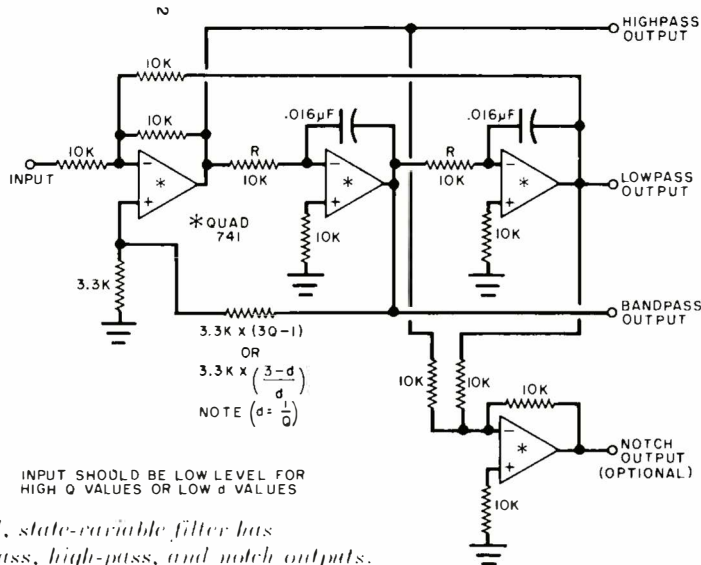 2
HIGHPASS
OUTPUT
10K
10K
.016µF
.016µF
10K
INPUT
R
10K
R
10K
LOWPASS
OUTPUT
−
+
*
−
+
*
−
+
*
* QUAD
741
10K
10K
3.3K
BANDPASS
OUTPUT
3.3K × (3Q−1)
OR
3.3K × (3−d/d)
NOTE (d= 1/Q)
10K
10K
10K
−
+
*
NOTCH
OUTPUT
(OPTIONAL)
10K
INPUT SHOULD BE LOW LEVEL FOR
HIGH Q VALUES OR LOW d VALUES
, state-variable filter has
ass, high-pass, and notch outputs.